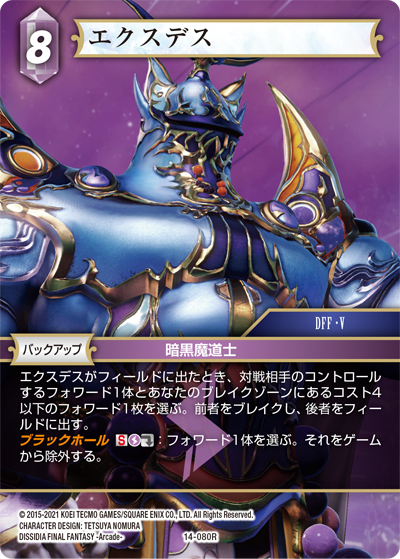 8
エクスデス
DFF・V
バックアップ
暗黒魔道士
エクスデスがフィールドに出たとき、対戦相手のコントロール
するフォワード1体とあなたのブレイクゾーンにあるコスト4
以下のフォワード1枚を選ぶ。前者をブレイクし、後者をフィー
ルドに出す。
ブラックホール S：フォワード1体を選ぶ。それをゲーム
から除外する。
© 2015-2021 KOEI TECMO GAMES/SQUARE ENIX CO., LTD. All Rights Reserved.
CHARACTER DESIGN: TETSUYA NOMURA
DISSIDIA FINAL FANTASY -Arcade-
14-080R